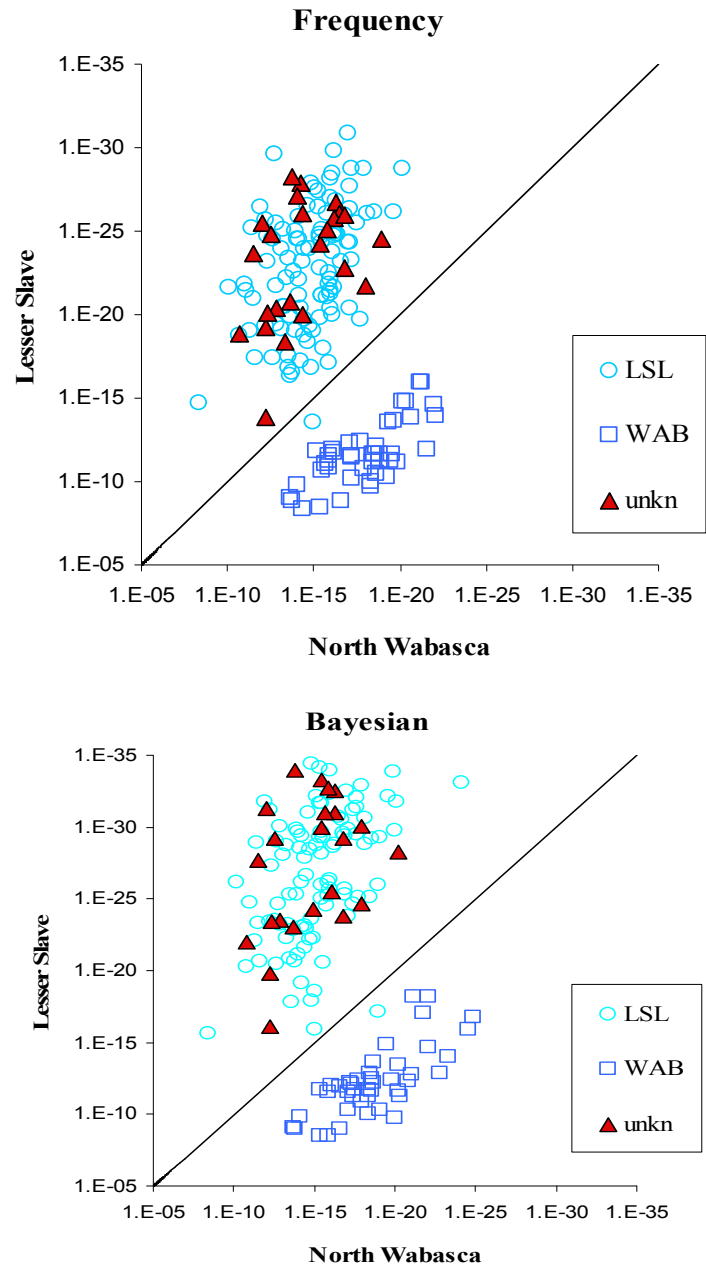 Frequency
1.E-35
1.E-30
1.E-25
1.E-20
1.E-15
1.E-10
1.E-05
Lesser Slave
LSL
WAB
unkn
1.E-05 1.E-10 1.E-15 1.E-20 1.E-25 1.E-30 1.E-35
North Wabasca
Bayesian
1.E-35
1.E-30
1.E-25
1.E-20
1.E-15
1.E-10
1.E-05
Lesser Slave
LSL
WAB
unkn
1.E-05 1.E-10 1.E-15 1.E-20 1.E-25 1.E-30 1.E-35
North Wabasca